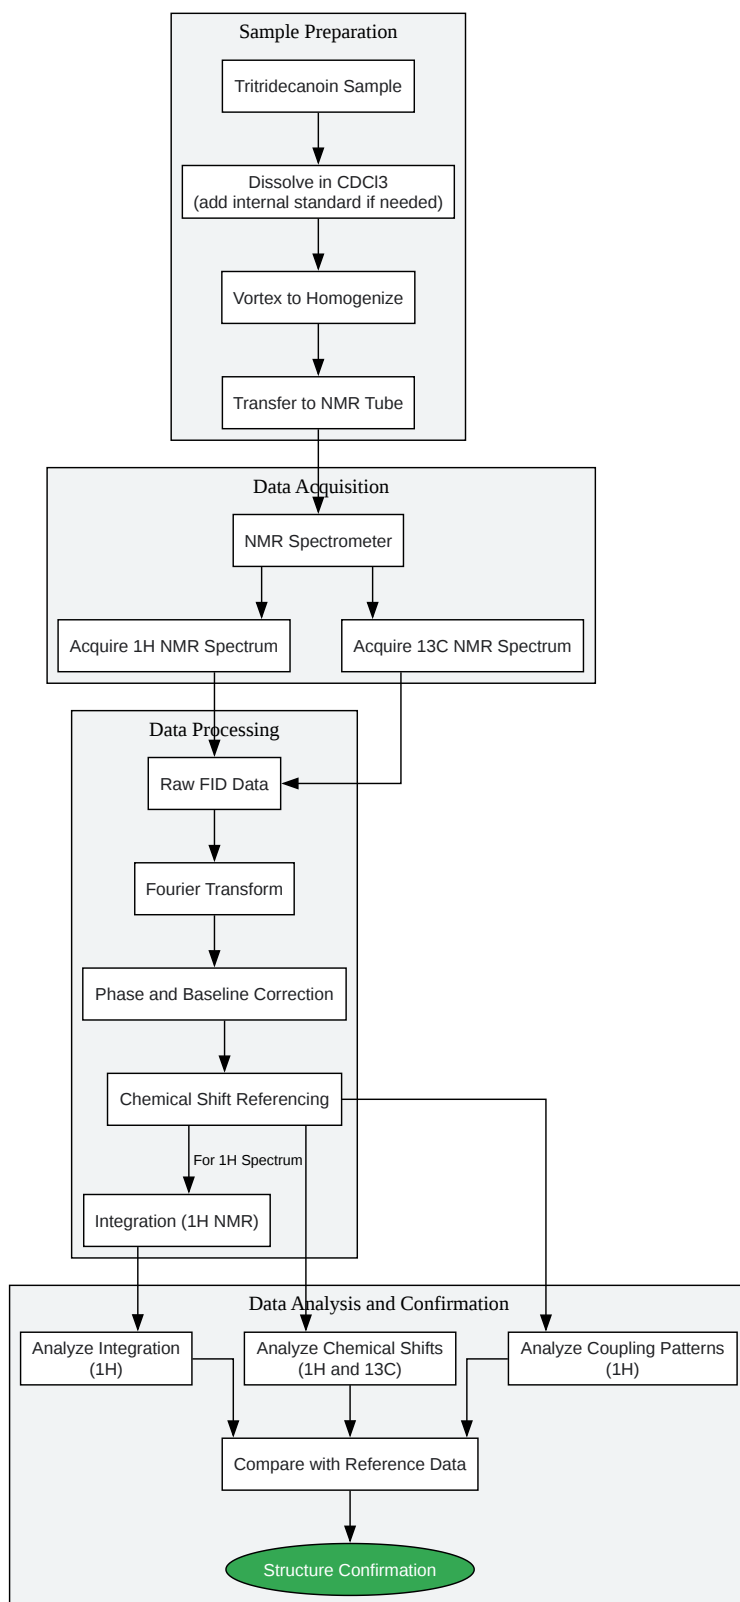 Sample Preparation
Tritridecanoin Sample
Dissolve in CDCl3
(add internal standard if needed)
Vortex to Homogenize
Transfer to NMR Tube
Data Acquisition
NMR Spectrometer
Acquire 1H NMR Spectrum
Acquire 13C NMR Spectrum
Data Processing
Raw FID Data
Fourier Transform
Phase and Baseline Correction
Chemical Shift Referencing
For 1H Spectrum
Integration (1H NMR)
Data Analysis and Confirmation
Analyze Integration
(1H)
Analyze Chemical Shifts
(1H and 13C)
Analyze Coupling Patterns
(1H)
Compare with Reference Data
Structure Confirmation